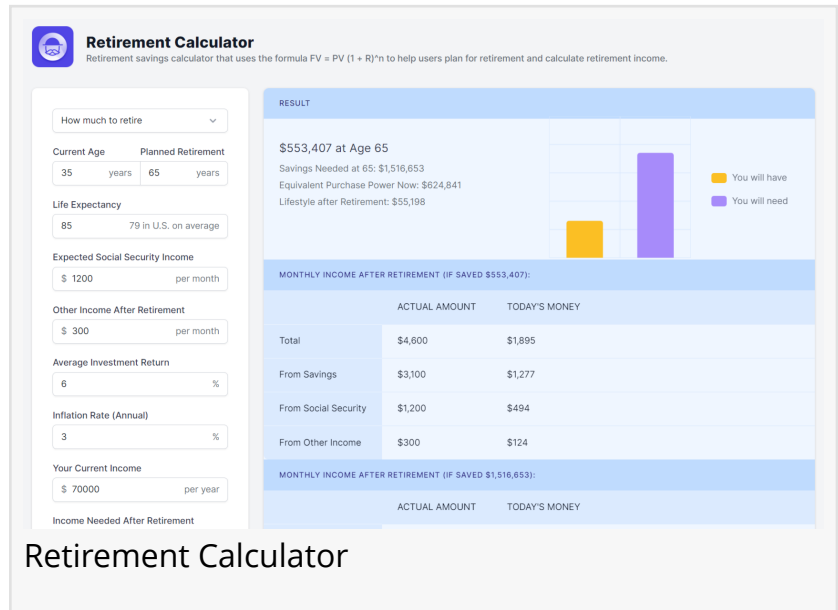 Retirement Calculator
Retirement savings calculator that uses the formula FV = PV (1 + R)^n to help users plan for retirement and calculate retirement income.
How much to retire
Current Age Planned Retirement
35 years 65 years
Life Expectancy
85 79 in U.S. on average
Expected Social Security Income
$ 1200 per month
Other Income After Retirement
$ 300 per month
Average Investment Return
6 %
Inflation Rate (Annual)
3 %
Your Current Income
$ 70000 per year
Income Needed After Retirement
RESULT
$553,407 at Age 65
Savings Needed at 65: $1,516,653
Equivalent Purchase Power Now: $624,841
Lifestyle after Retirement: $55,198
You will have
You will need
MONTHLY INCOME AFTER RETIREMENT (IF SAVED $553,407):
ACTUAL AMOUNT TODAY'S MONEY
Total $4,600 $1,895
From Savings $3,100 $1,277
From Social Security $1,200 $494
From Other Income $300 $124
MONTHLY INCOME AFTER RETIREMENT (IF SAVED $1,516,653):
ACTUAL AMOUNT TODAY'S MONEY
Retirement Calculator